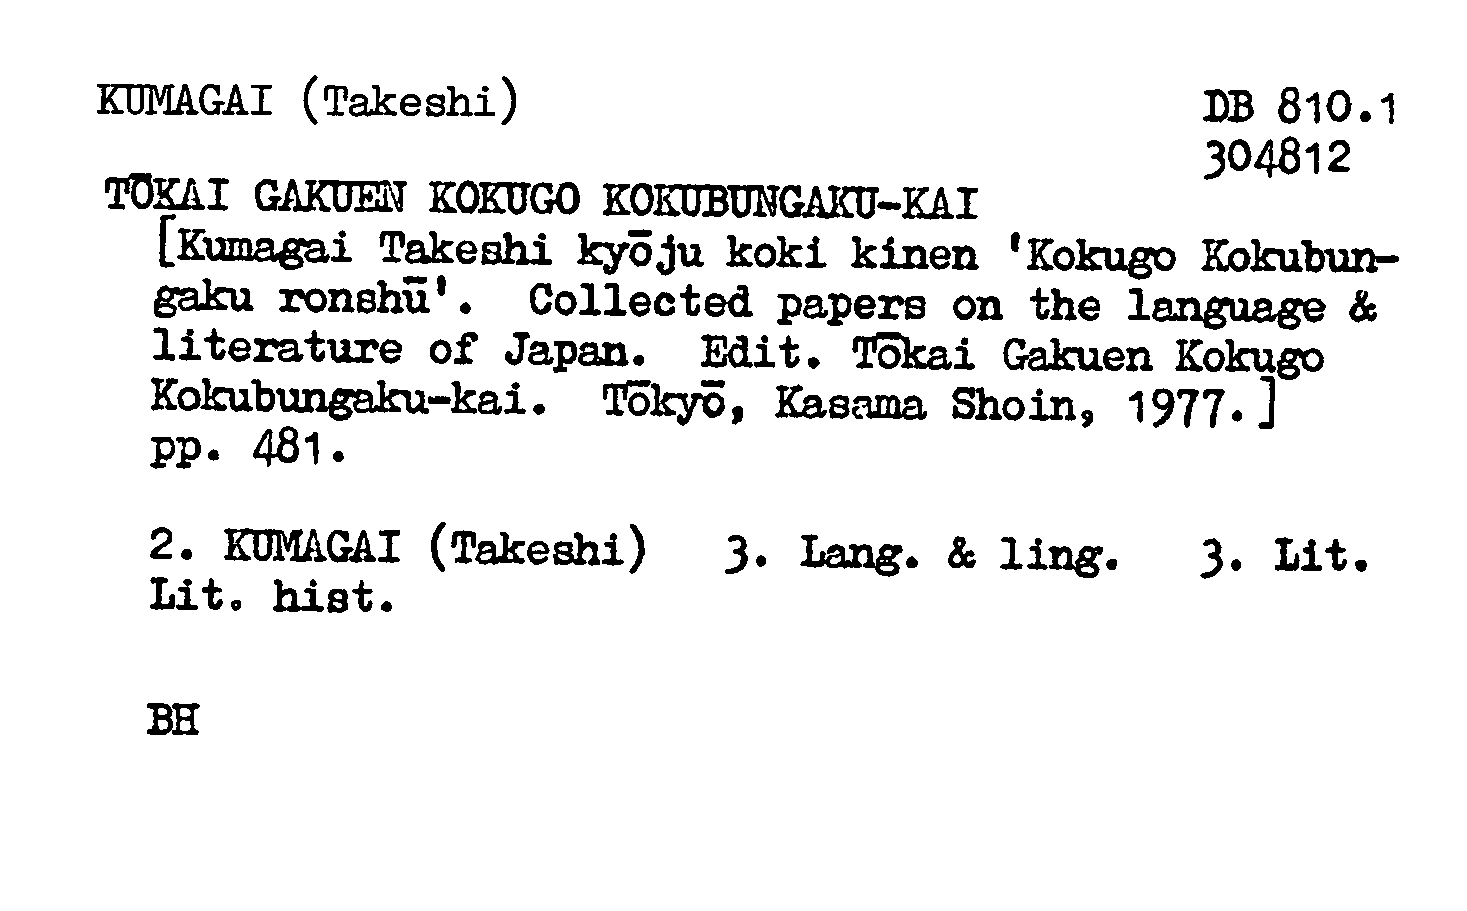 KUMAGAI (Takeshi)
DB 810.1
304812
TŌKAI GAKUEN KOKUGO KOKUBUNGAKU-KAI
[Kumagai Takeshi kyōju koki kinen 'Kokugo Kokubun-
gaku ronshū'. Collected papers on the language &
literature of Japan. Edit. Tōkai Gakuen Kokugo
Kokubungaku-kai. Tōkyō, Kasama Shoin, 1977.]
pp. 481.
2. KUMAGAI (Takeshi) 3. Lang. & ling. 3. Lit.
Lit. hist.
BH